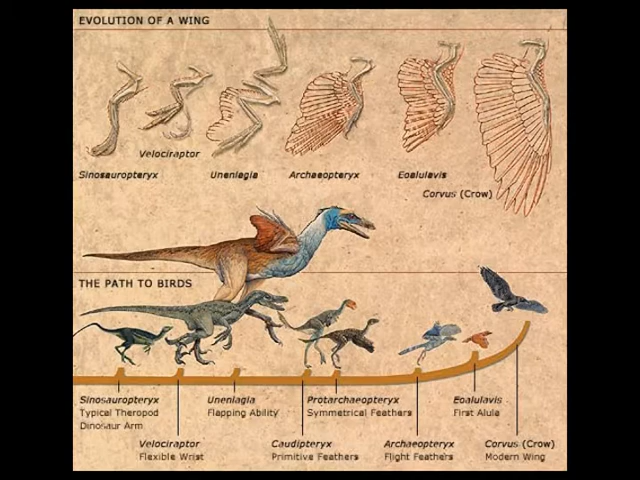 EVOLUTION OF A WING
Velociraptor
Sinosauropteryx
Unenlagia
Archaeopteryx
Eoalulavis
Corvus (Crow)
THE PATH TO BIRDS
Sinosauropteryx
Typical Theropod
Dinosaur Arm
Unenlagia
Flapping Ability
Protarchaeopteryx
Symmetrical Feathers
Eoalulavis
First Alula
Velociraptor
Flexible Wrist
Caudipteryx
Primitive Feathers
Archaeopteryx
Flight Feathers
Corvus (Crow)
Modern Wing